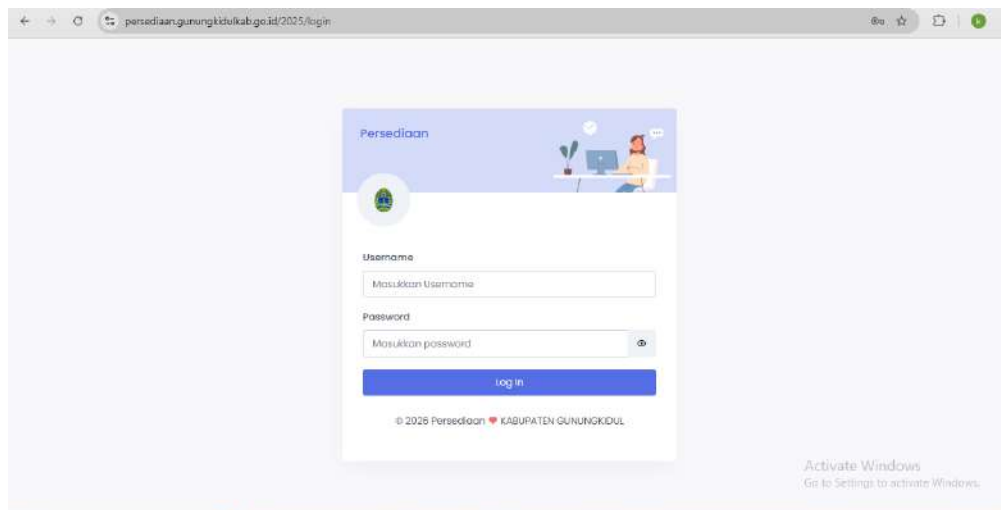 persediaan.gunungkidulkab.go.id/2025/login
Persediaan
Username
Masukkan Username
Password
Masukkan password
Log In
© 2026 Persediaan ❤ KABUPATEN GUNUNGKIDUL
Activate Windows
Go to Settings to activate Windows.